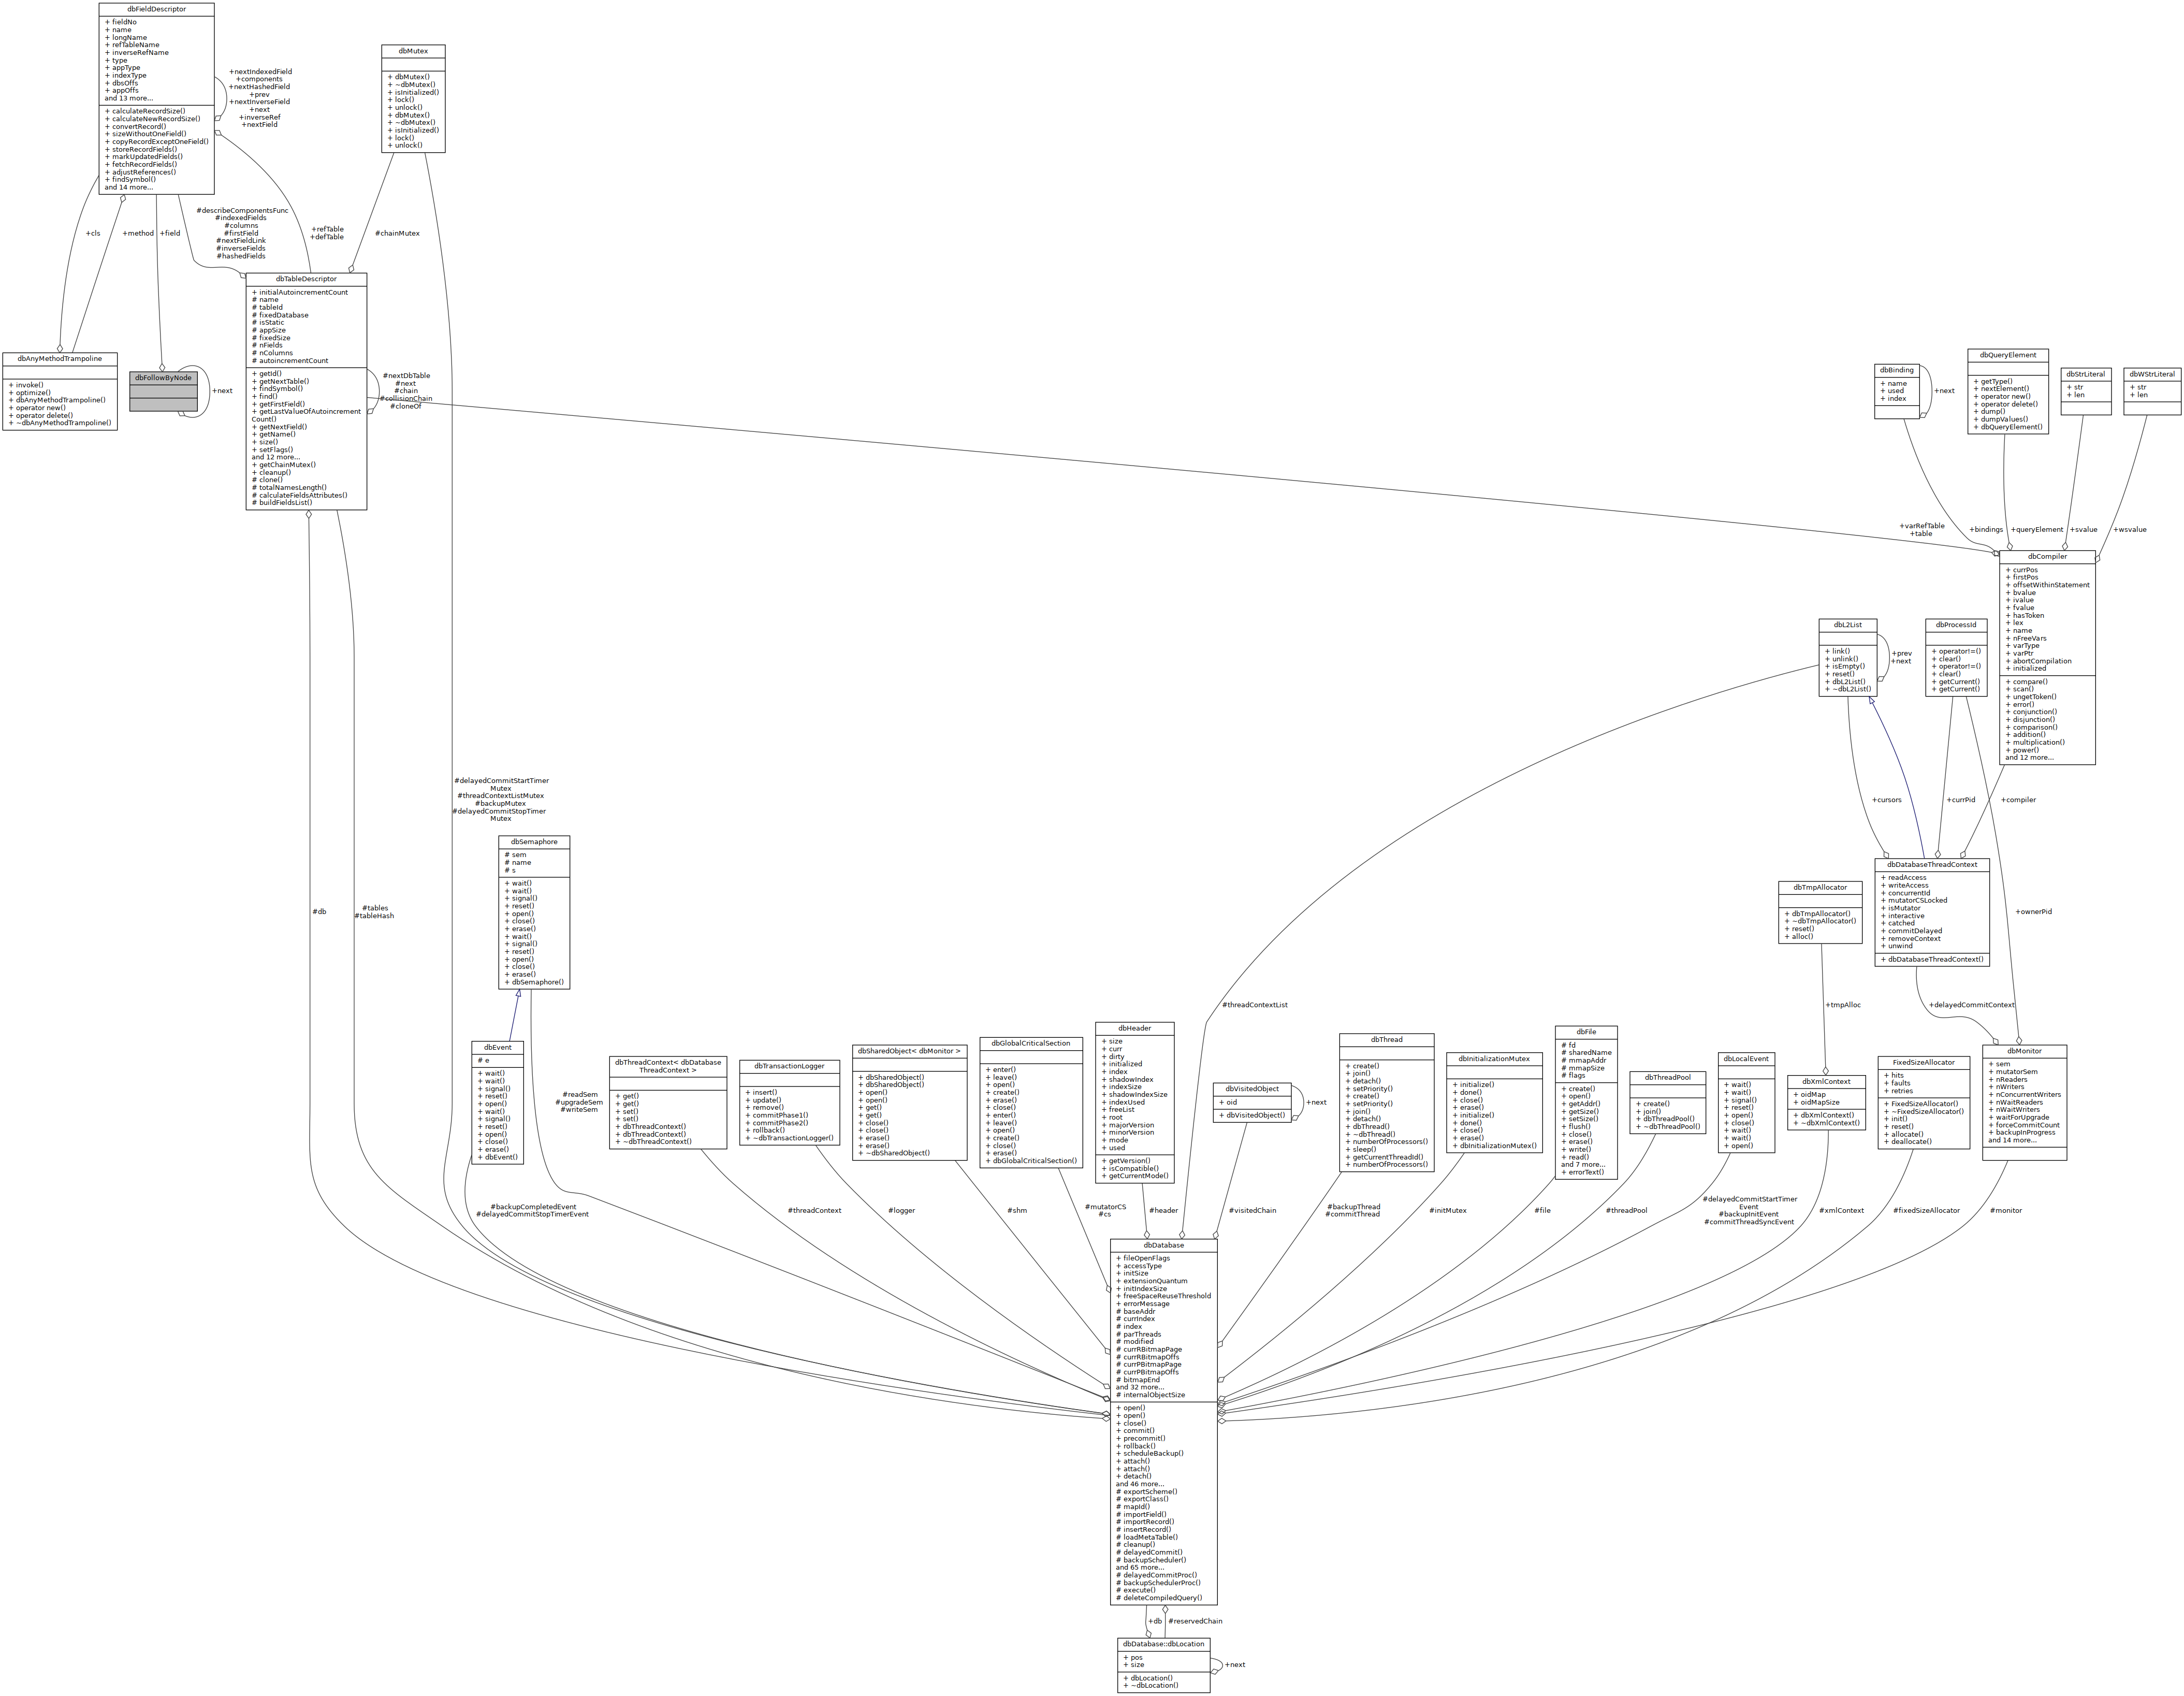 dbFieldDescriptor
+ fieldNo
+ name
+ longName
+ refTableName
+ inverseRefName
+ type
+ appType
+ indexType
+ dbsOffs
+ appOffs
and 13 more...
+ calculateRecordSize()
+ calculateNewRecordSize()
+ convertRecord()
+ sizeWithoutOneField()
+ copyRecordExceptOneField()
+ storeRecordFields()
+ markUpdatedFields()
+ fetchRecordFields()
+ adjustReferences()
+ findSymbol()
and 14 more...
+nextIndexedField
+components
+nextHashedField
+prev
+nextInverseField
+next
+inverseRef
+nextField
dbMutex
+ dbMutex()
+ ~dbMutex()
+ isInitialized()
+ lock()
+ unlock()
+ dbMutex()
+ ~dbMutex()
+ isInitialized()
+ lock()
+ unlock()
+cls
+method
+field
#describeComponentsFunc
#indexedFields
#columns
#firstField
#nextFieldLink
#inverseFields
#hashedFields
+refTable
+defTable
#chainMutex
dbAnyMethodTrampoline
+ invoke()
+ optimize()
+ dbAnyMethodTrampoline()
+ operator new()
+ operator delete()
+ ~dbAnyMethodTrampoline()
dbFollowByNode
+next
dbTableDescriptor
+ initialAutoincrementCount
# name
# tableId
# fixedDatabase
# isStatic
# appSize
# fixedSize
# nFields
# nColumns
# autoincrementCount
+ getId()
+ getNextTable()
+ findSymbol()
+ find()
+ getFirstField()
+ getLastValueOfAutoincrement
Count()
+ getNextField()
+ getName()
+ size()
+ setFlags()
and 12 more...
+ getChainMutex()
+ cleanup()
# clone()
# totalNamesLength()
# calculateFieldsAttributes()
# buildFieldsList()
#nextDbTable
#next
#chain
#collisionChain
#cloneOf
dbBinding
+ name
+ used
+ index
+next
dbQueryElement
+ getType()
+ nextElement()
+ operator new()
+ operator delete()
+ dump()
+ dumpValues()
+ dbQueryElement()
dbStrLiteral
+ str
+ len
dbWStrLiteral
+ str
+ len
+varRefTable
+table
+bindings
+queryElement
+svalue
+wsvalue
dbCompiler
+ currPos
+ firstPos
+ offsetWithinStatement
+ bvalue
+ ivalue
+ fvalue
+ hasToken
+ lex
+ name
+ nFreeVars
+ varType
+ varPtr
+ abortCompilation
+ initialized
+ compare()
+ scan()
+ ungetToken()
+ error()
+ conjunction()
+ disjunction()
+ comparison()
+ addition()
+ multiplication()
+ power()
and 12 more...
dbL2List
+ link()
+ unlink()
+ isEmpty()
+ reset()
+ dbL2List()
+ ~dbL2List()
+prev
+next
dbProcessId
+ operator!=()
+ clear()
+ operator!=()
+ clear()
+ getCurrent()
+ getCurrent()
+cursors
+currPid
+compiler
#delayedCommitStartTimer
Mutex
#threadContextListMutex
#backupMutex
#delayedCommitStopTimer
Mutex
dbSemaphore
# sem
# name
# s
+ wait()
+ wait()
+ signal()
+ reset()
+ open()
+ close()
+ erase()
+ wait()
+ signal()
+ reset()
+ open()
+ close()
+ erase()
+ dbSemaphore()
#db
#tables
#tableHash
dbDatabaseThreadContext
+ readAccess
+ writeAccess
+ concurrentId
+ mutatorCSLocked
+ isMutator
+ interactive
+ catched
+ commitDelayed
+ removeContext
+ unwind
+ dbDatabaseThreadContext()
+ownerPid
dbTmpAllocator
+ dbTmpAllocator()
+ ~dbTmpAllocator()
+ reset()
+ alloc()
#threadContextList
+tmpAlloc
+delayedCommitContext
dbEvent
# e
+ wait()
+ wait()
+ signal()
+ reset()
+ open()
+ wait()
+ signal()
+ reset()
+ open()
+ close()
+ erase()
+ dbEvent()
#readSem
#upgradeSem
#writeSem
dbThreadContext< dbDatabase
ThreadContext >
+ get()
+ get()
+ set()
+ set()
+ dbThreadContext()
+ dbThreadContext()
+ ~dbThreadContext()
dbTransactionLogger
+ insert()
+ update()
+ remove()
+ commitPhase1()
+ commitPhase2()
+ rollback()
+ ~dbTransactionLogger()
dbSharedObject< dbMonitor >
+ dbSharedObject()
+ dbSharedObject()
+ open()
+ open()
+ get()
+ get()
+ close()
+ close()
+ erase()
+ erase()
+ ~dbSharedObject()
dbGlobalCriticalSection
+ enter()
+ leave()
+ open()
+ create()
+ erase()
+ close()
+ enter()
+ leave()
+ open()
+ create()
+ close()
+ erase()
+ dbGlobalCriticalSection()
dbHeader
+ size
+ curr
+ dirty
+ initialized
+ index
+ shadowIndex
+ indexSize
+ shadowIndexSize
+ indexUsed
+ freeList
+ root
+ majorVersion
+ minorVersion
+ mode
+ used
+ getVersion()
+ isCompatible()
+ getCurrentMode()
dbVisitedObject
+ oid
+ dbVisitedObject()
+next
dbThread
+ create()
+ join()
+ detach()
+ setPriority()
+ create()
+ setPriority()
+ join()
+ detach()
+ dbThread()
+ ~dbThread()
+ numberOfProcessors()
+ sleep()
+ getCurrentThreadId()
+ numberOfProcessors()
dbInitializationMutex
+ initialize()
+ done()
+ close()
+ erase()
+ initialize()
+ done()
+ close()
+ erase()
+ dbInitializationMutex()
dbFile
# fd
# sharedName
# mmapAddr
# mmapSize
# flags
+ create()
+ open()
+ getAddr()
+ getSize()
+ setSize()
+ flush()
+ close()
+ erase()
+ write()
+ read()
and 7 more...
+ errorText()
dbThreadPool
+ create()
+ join()
+ dbThreadPool()
+ ~dbThreadPool()
dbLocalEvent
+ wait()
+ wait()
+ signal()
+ reset()
+ open()
+ close()
+ wait()
+ wait()
+ open()
dbXmlContext
+ oidMap
+ oidMapSize
+ dbXmlContext()
+ ~dbXmlContext()
FixedSizeAllocator
+ hits
+ faults
+ retries
+ FixedSizeAllocator()
+ ~FixedSizeAllocator()
+ init()
+ reset()
+ allocate()
+ deallocate()
dbMonitor
+ sem
+ mutatorSem
+ nReaders
+ nWriters
+ nConcurrentWriters
+ nWaitReaders
+ nWaitWriters
+ waitForUpgrade
+ forceCommitCount
+ backupInProgress
and 14 more...
#backupCompletedEvent
#delayedCommitStopTimerEvent
#threadContext
#logger
#shm
#mutatorCS
#cs
#header
#visitedChain
#backupThread
#commitThread
#initMutex
#file
#threadPool
#delayedCommitStartTimer
Event
#backupInitEvent
#commitThreadSyncEvent
#xmlContext
#fixedSizeAllocator
#monitor
dbDatabase
+ fileOpenFlags
+ accessType
+ initSize
+ extensionQuantum
+ initIndexSize
+ freeSpaceReuseThreshold
+ errorMessage
# baseAddr
# currIndex
# index
# parThreads
# modified
# currRBitmapPage
# currRBitmapOffs
# currPBitmapPage
# currPBitmapOffs
# bitmapEnd
and 32 more...
# internalObjectSize
+ open()
+ open()
+ close()
+ commit()
+ precommit()
+ rollback()
+ scheduleBackup()
+ attach()
+ attach()
+ detach()
and 46 more...
# exportScheme()
# exportClass()
# mapId()
# importField()
# importRecord()
# insertRecord()
# loadMetaTable()
# cleanup()
# delayedCommit()
# backupScheduler()
and 65 more...
# delayedCommitProc()
# backupSchedulerProc()
# execute()
# deleteCompiledQuery()
+db
#reservedChain
dbDatabase::dbLocation
+ pos
+ size
+ dbLocation()
+ ~dbLocation()
+next